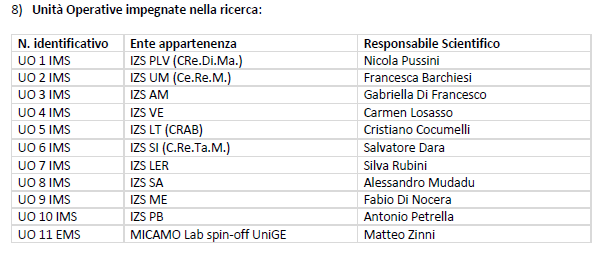 8) Unità Operative impegnate nella ricerca:
N. identificativo Ente appartenenza Responsabile Scientifico
UO 1 IMS IZS PLV (CRe.Di.Ma.) Nicola Pussini
UO 2 IMS IZS UM (Ce.Re.M.) Francesca Barchiesi
UO 3 IMS IZS AM Gabriella Di Francesco
UO 4 IMS IZS VE Carmen Losasso
UO 5 IMS IZS LT (CRAB) Cristiano Cocumelli
UO 6 IMS IZS SI (C.Re.Ta.M.) Salvatore Dara
UO 7 IMS IZS LER Silva Rubini
UO 8 IMS IZS SA Alessandro Mudadu
UO 9 IMS IZS ME Fabio Di Nocera
UO 10 IMS IZS PB Antonio Petrella
UO 11 EMS MICAMO Lab spin-off UniGE Matteo Zinni